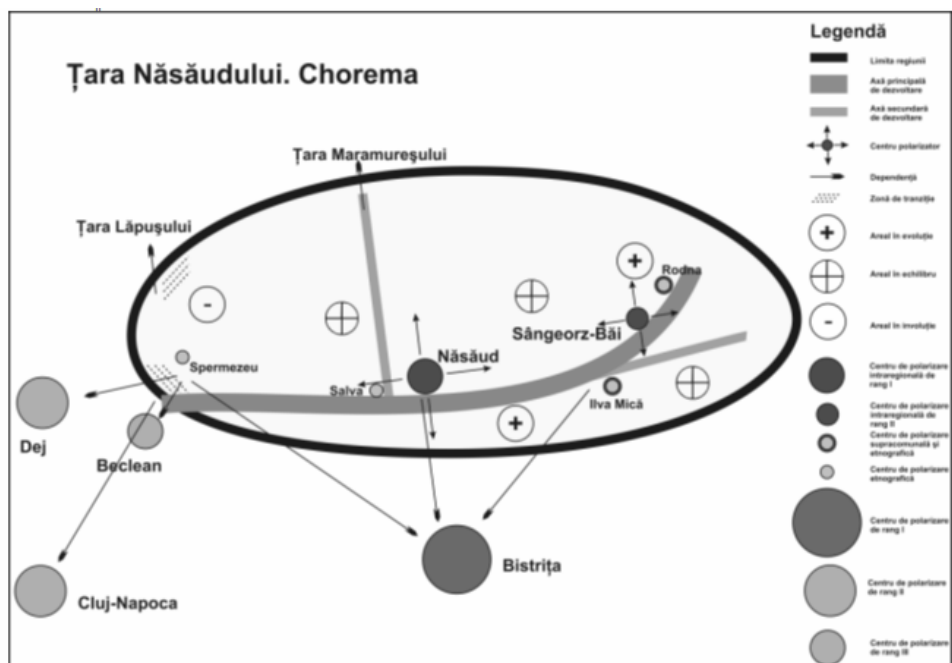 Țara Năsăudului. Chorema
Țara Maramureşului
Țara Lăpuşului
Rodna
Sângeorz-Băi
Năsăud
Spermezeu
Salva
Ilva Mică
Dej
Beclean
Bistrița
Cluj-Napoca
Legendă
Limita regiunii
Axă principală
de dezvoltare
Axă secundară
de dezvoltare
Centru polarizator
Dependență
Zonă de tranziție
Areal în evoluție
Areal în echilibru
Areal în involuție
Centru de polarizare
intraregională de
rang I
Centru de polarizare
intraregională de
rang II
Centru de polarizare
supracomunală și
etnografică
Centru de polarizare
etnografică
Centru de polarizare
de rang I
Centru de polarizare
de rang II
Centru de polarizare
de rang III